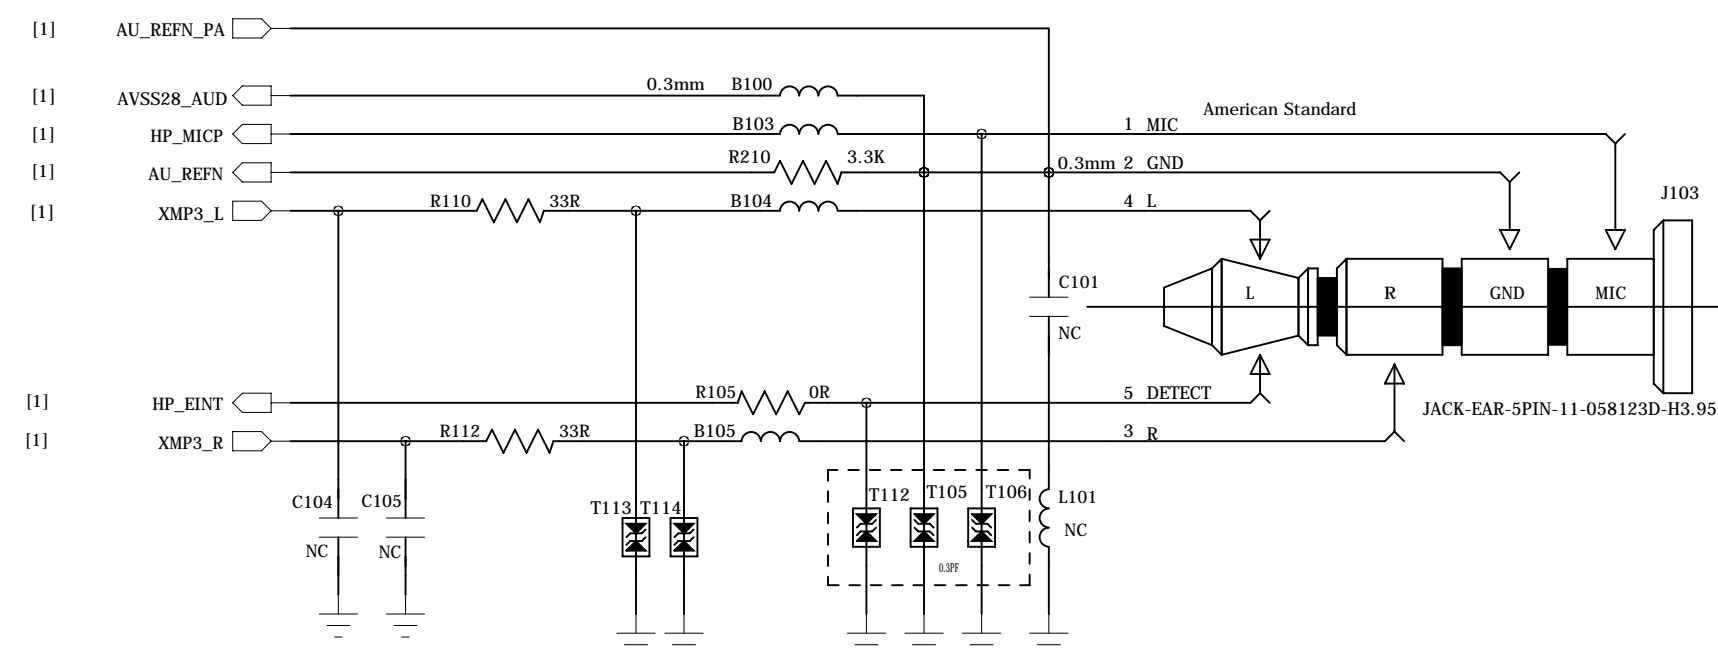 [1] AU_REFN_PA
[1] AVSS28_AUD 0.3mm B100
American Standard
[1] HP_MICP B103 1 MIC
[1] AU_REFN R210 3.3K 0.3mm 2 GND
[1] XMP3_L R110 33R B104 4 L
J103
C101
NC
L R GND MIC
[1] HP_EINT R105 0R 5 DETECT
JACK-EAR-5PIN-11-058123D-H3.95
[1] XMP3_R R112 33R B105 3 R
C104 C105 T113 T114 T112 T105 T106 L101
NC NC NC
0.3PF